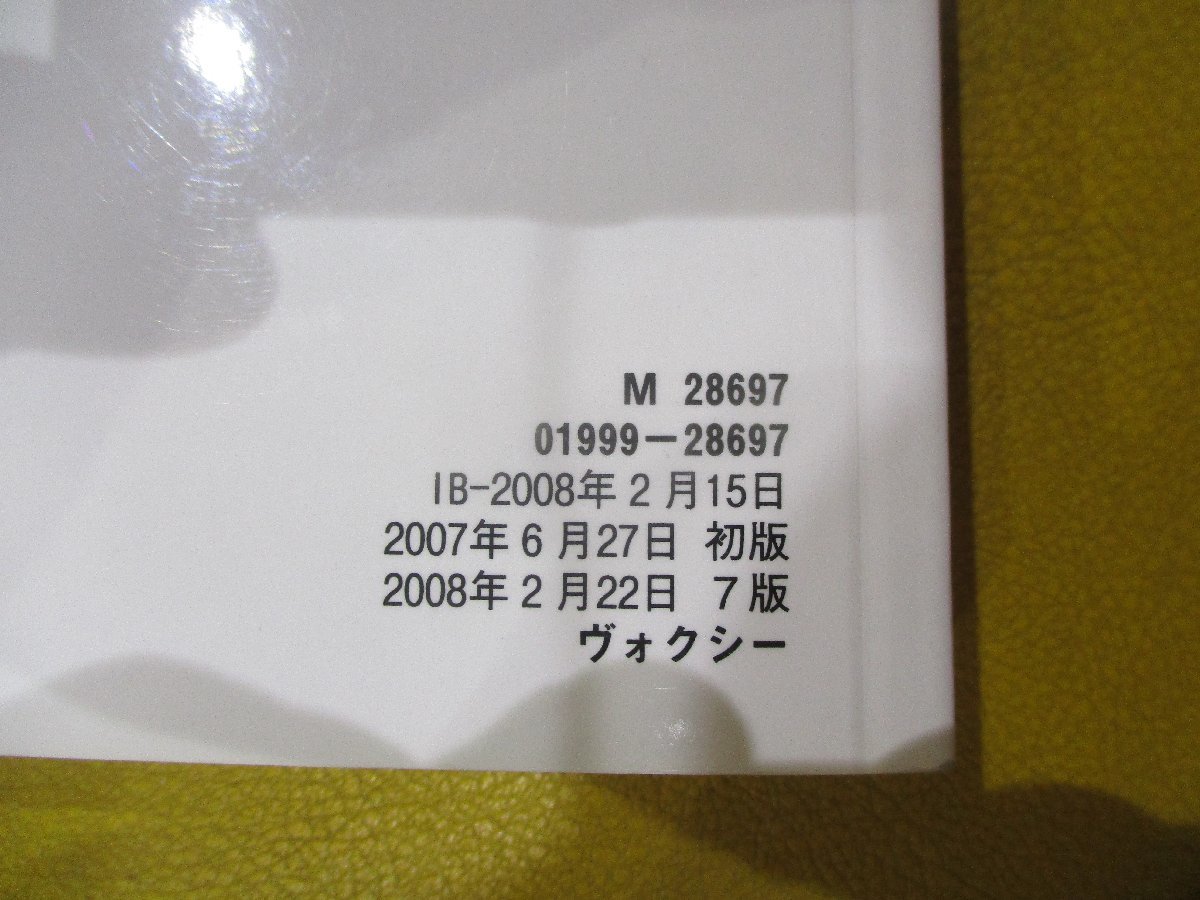 M 28697
01999-28697
IB-2008年2月15日
2007年6月27日 初版
2008年2月22日 7版
ヴォクシー